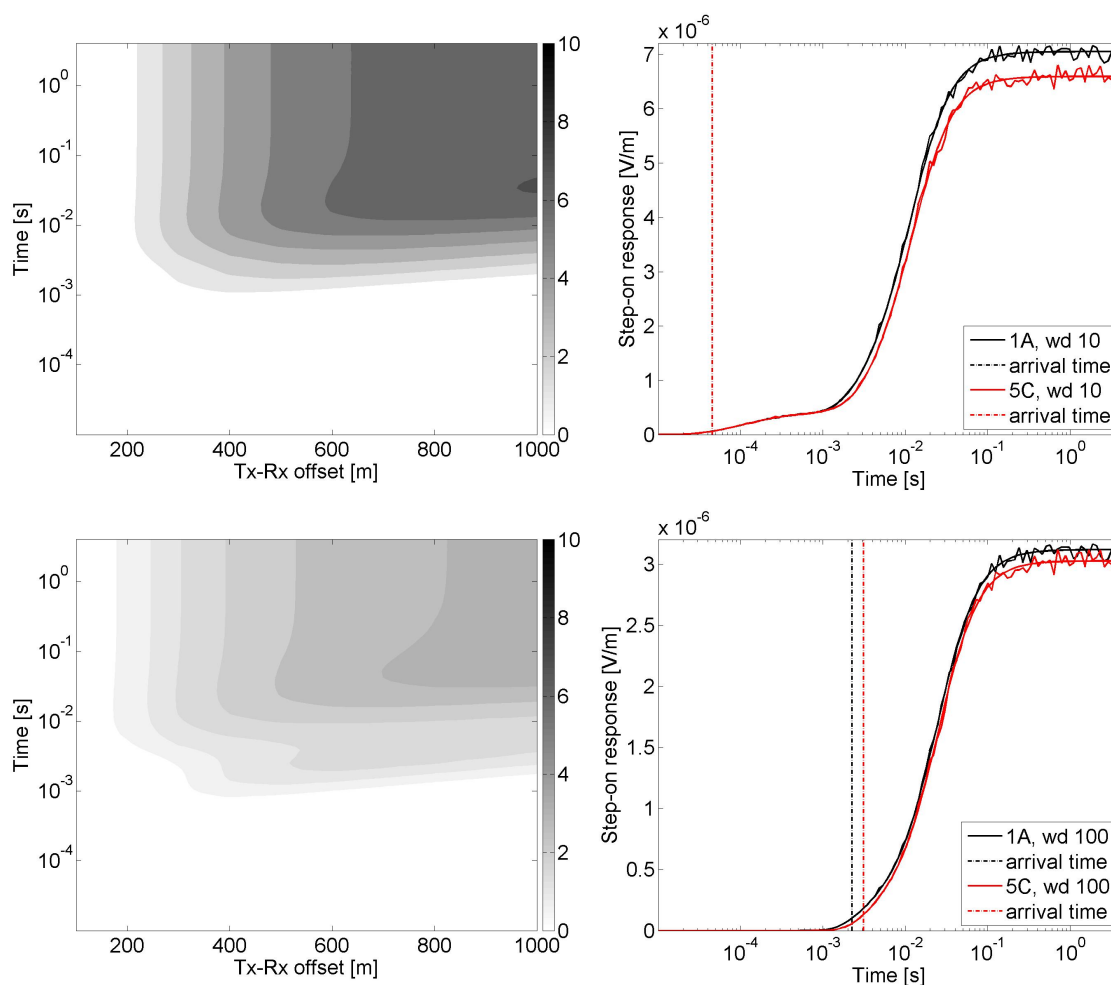 10
8
6
4
2
0
10^0
10^-1
10^-2
10^-3
10^-4
Time [s]
200 400 600 800 1000
Tx-Rx offset [m]
x 10^-6
7
6
5
4
3
2
1
0
Step-on response [V/m]
1A, wd 10
arrival time
5C, wd 10
arrival time
10^-4 10^-3 10^-2 10^-1 10^0
Time [s]
10
8
6
4
2
0
10^0
10^-1
10^-2
10^-3
10^-4
Time [s]
200 400 600 800 1000
Tx-Rx offset [m]
x 10^-6
3
2.5
2
1.5
1
0.5
0
Step-on response [V/m]
1A, wd 100
arrival time
5C, wd 100
arrival time
10^-4 10^-3 10^-2 10^-1 10^0
Time [s]